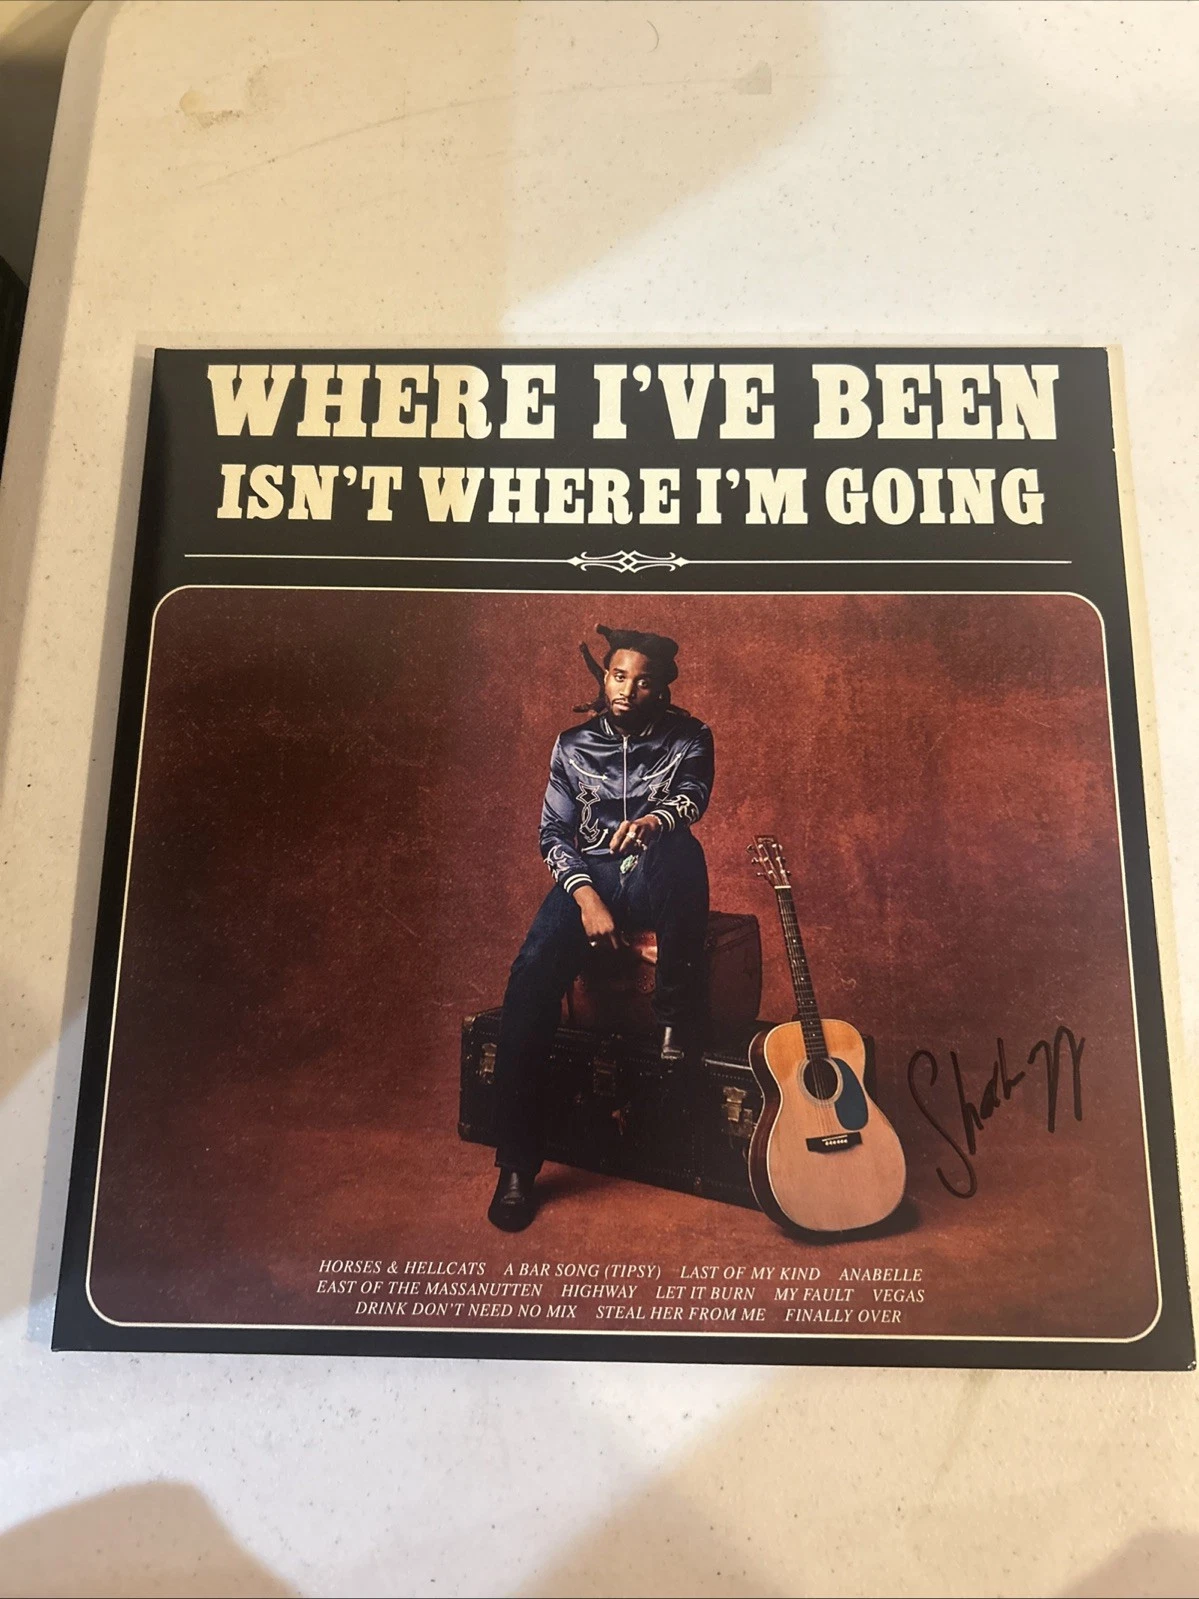 WHERE I'VE BEEN
ISN'T WHERE I'M GOING
HORSES & HELLCATS A BAR SONG (TIPSY) LAST OF MY KIND ANABELLE
EAST OF THE MASSANUTTEN HIGHWAY LET IT BURN MY FAULT VEGAS
DRINK DON'T NEED NO MIX STEAL HER FROM ME FINALLY OVER